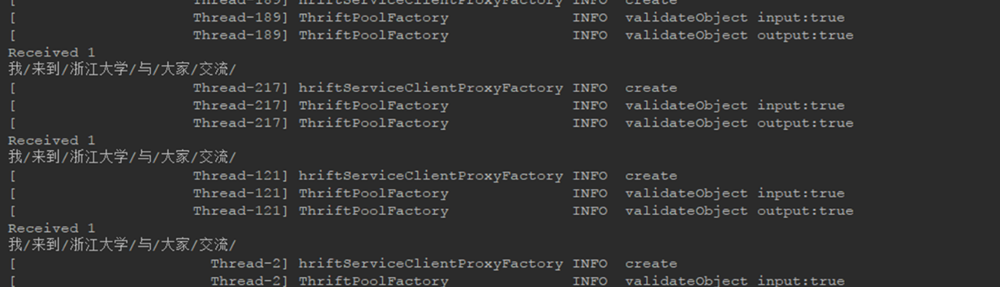 [                    Thread-189] hriftServiceClientProxyFactory INFO  create
[                    Thread-189] ThriftPoolFactory              INFO  validateObject input:true
[                    Thread-189] ThriftPoolFactory              INFO  validateObject output:true
Received 1
我/来到/浙江大学/与/大家/交流/
[                    Thread-217] hriftServiceClientProxyFactory INFO  create
[                    Thread-217] ThriftPoolFactory              INFO  validateObject input:true
[                    Thread-217] ThriftPoolFactory              INFO  validateObject output:true
Received 1
我/来到/浙江大学/与/大家/交流/
[                    Thread-121] hriftServiceClientProxyFactory INFO  create
[                    Thread-121] ThriftPoolFactory              INFO  validateObject input:true
[                    Thread-121] ThriftPoolFactory              INFO  validateObject output:true
Received 1
我/来到/浙江大学/与/大家/交流/
[                      Thread-2] hriftServiceClientProxyFactory INFO  create
[                      Thread-2] ThriftPoolFactory              INFO  validateObject input:true